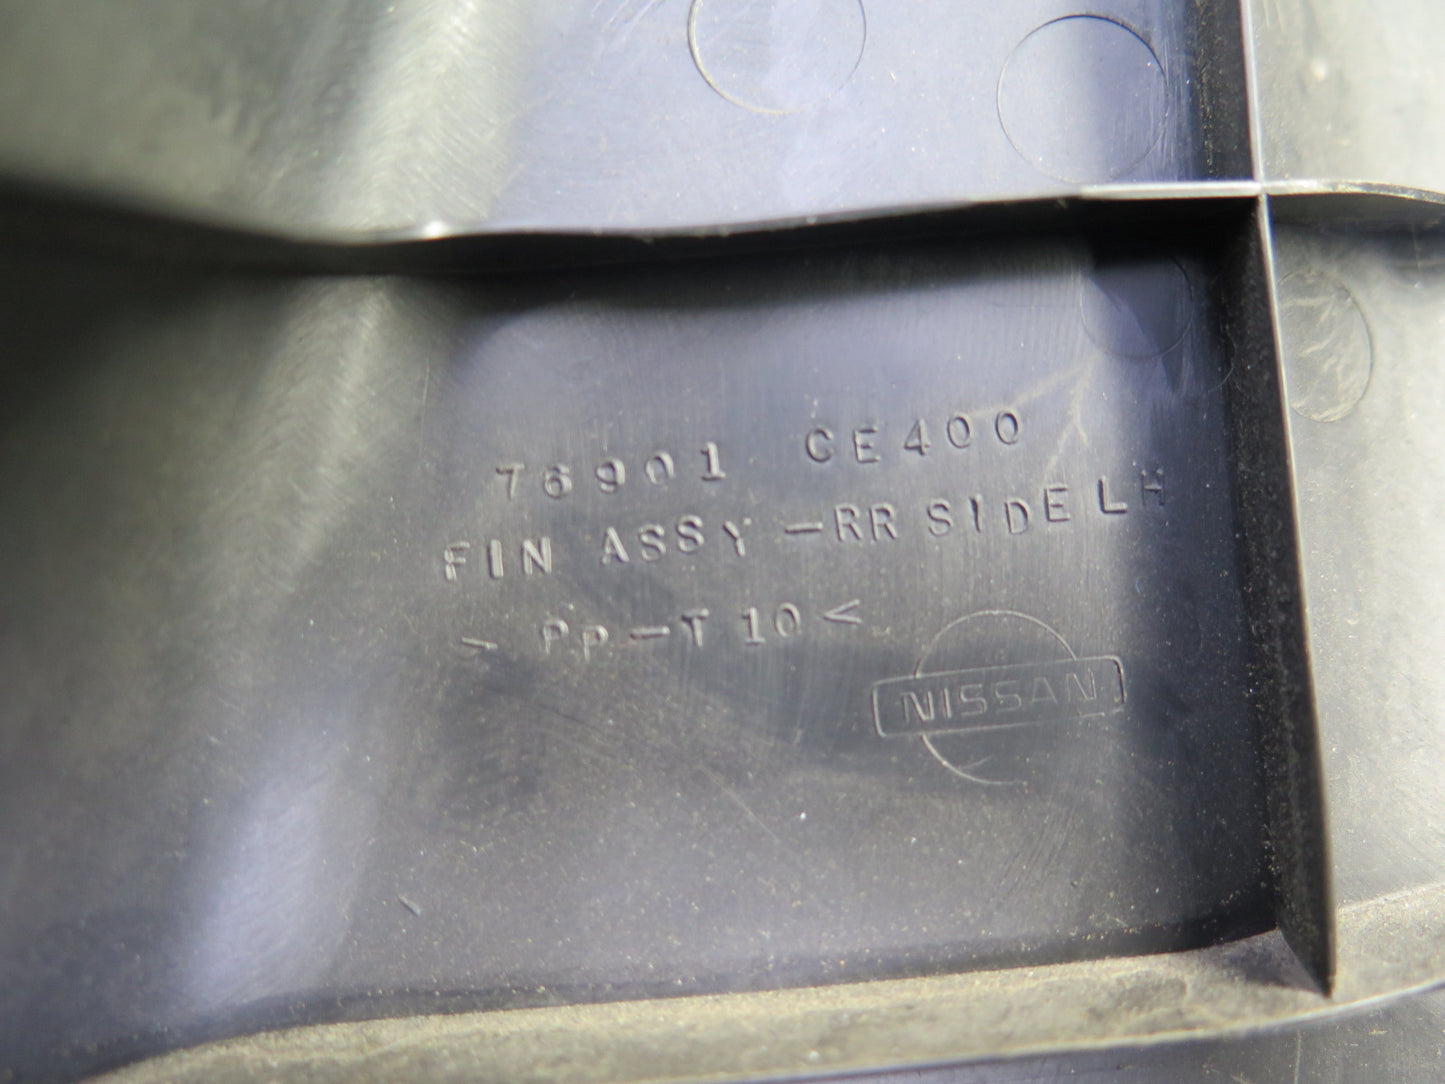 76901 CE400
FIN ASSY -RR SIDE LH
> PP-T10 <
NISSAN